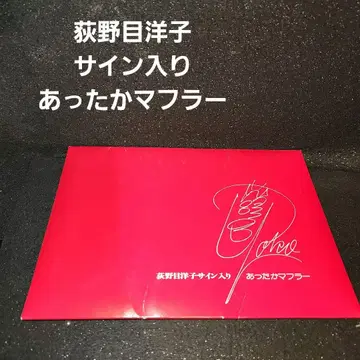 荻野目洋子
サイン入り
あったかマフラー
荻野目洋子サイン入り　あったかマフラー